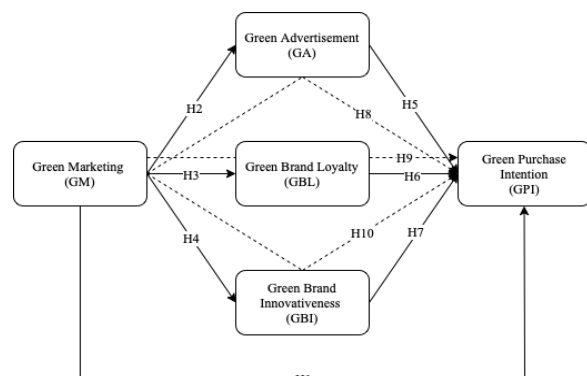 Green Advertisement
(GA)
H2
H5
H8
Green Marketing
(GM)
H3
Green Brand Loyalty
(GBL)
H9
H6
Green Purchase
Intention
(GPI)
H4
H10
H7
Green Brand
Innovativeness
(GBI)